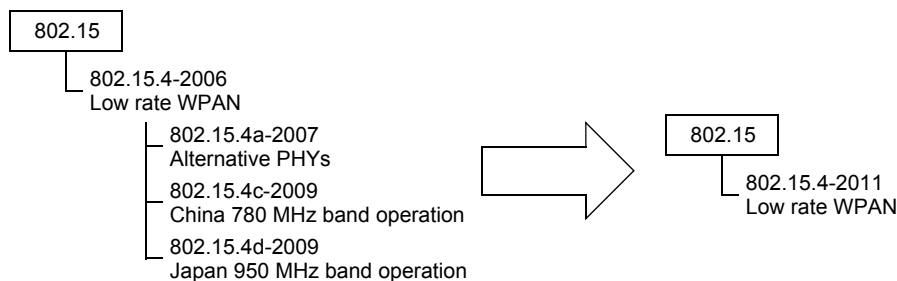 802.15
802.15.4-2006
Low rate WPAN
802.15.4a-2007
Alternative PHYs
802.15.4c-2009
China 780 MHz band operation
802.15.4d-2009
Japan 950 MHz band operation
802.15
802.15.4-2011
Low rate WPAN